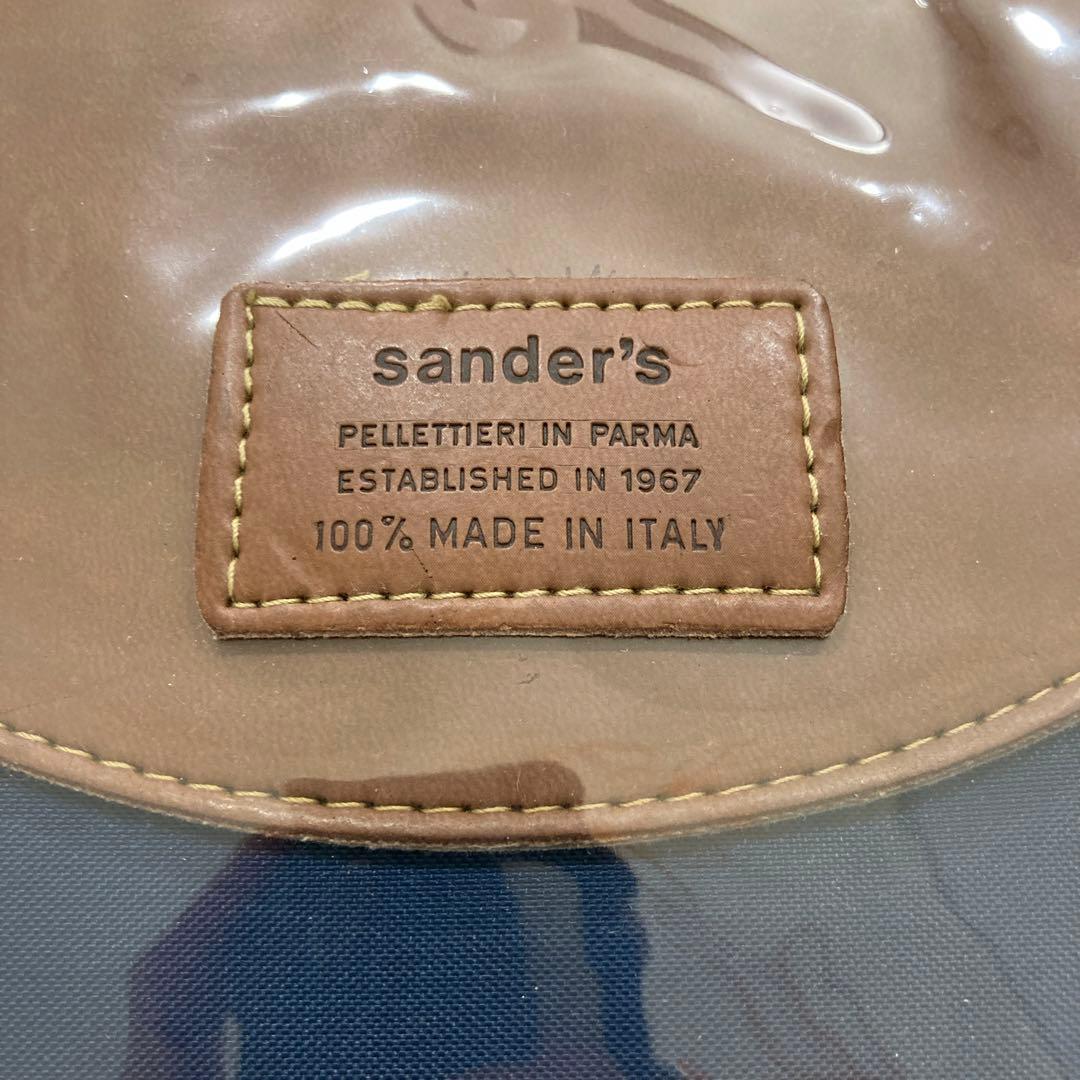 sander's
PELLETTIERI IN PARMA
ESTABLISHED IN 1967
100% MADE IN ITALY